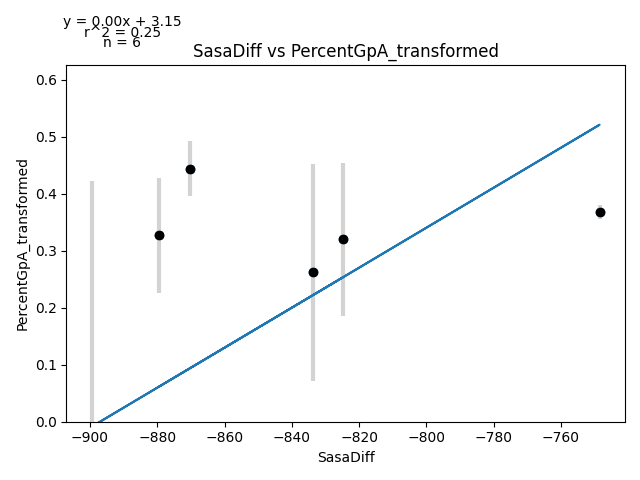 y = 0.00x + 3.15
r^2 = 0.25
n = 6
SasaDiff vs PercentGpA_transformed
PercentGpA_transformed
0.6
0.5
0.4
0.3
0.2
0.1
0.0
−900 −880 −860 −840 −820 −800 −780 −760
SasaDiff